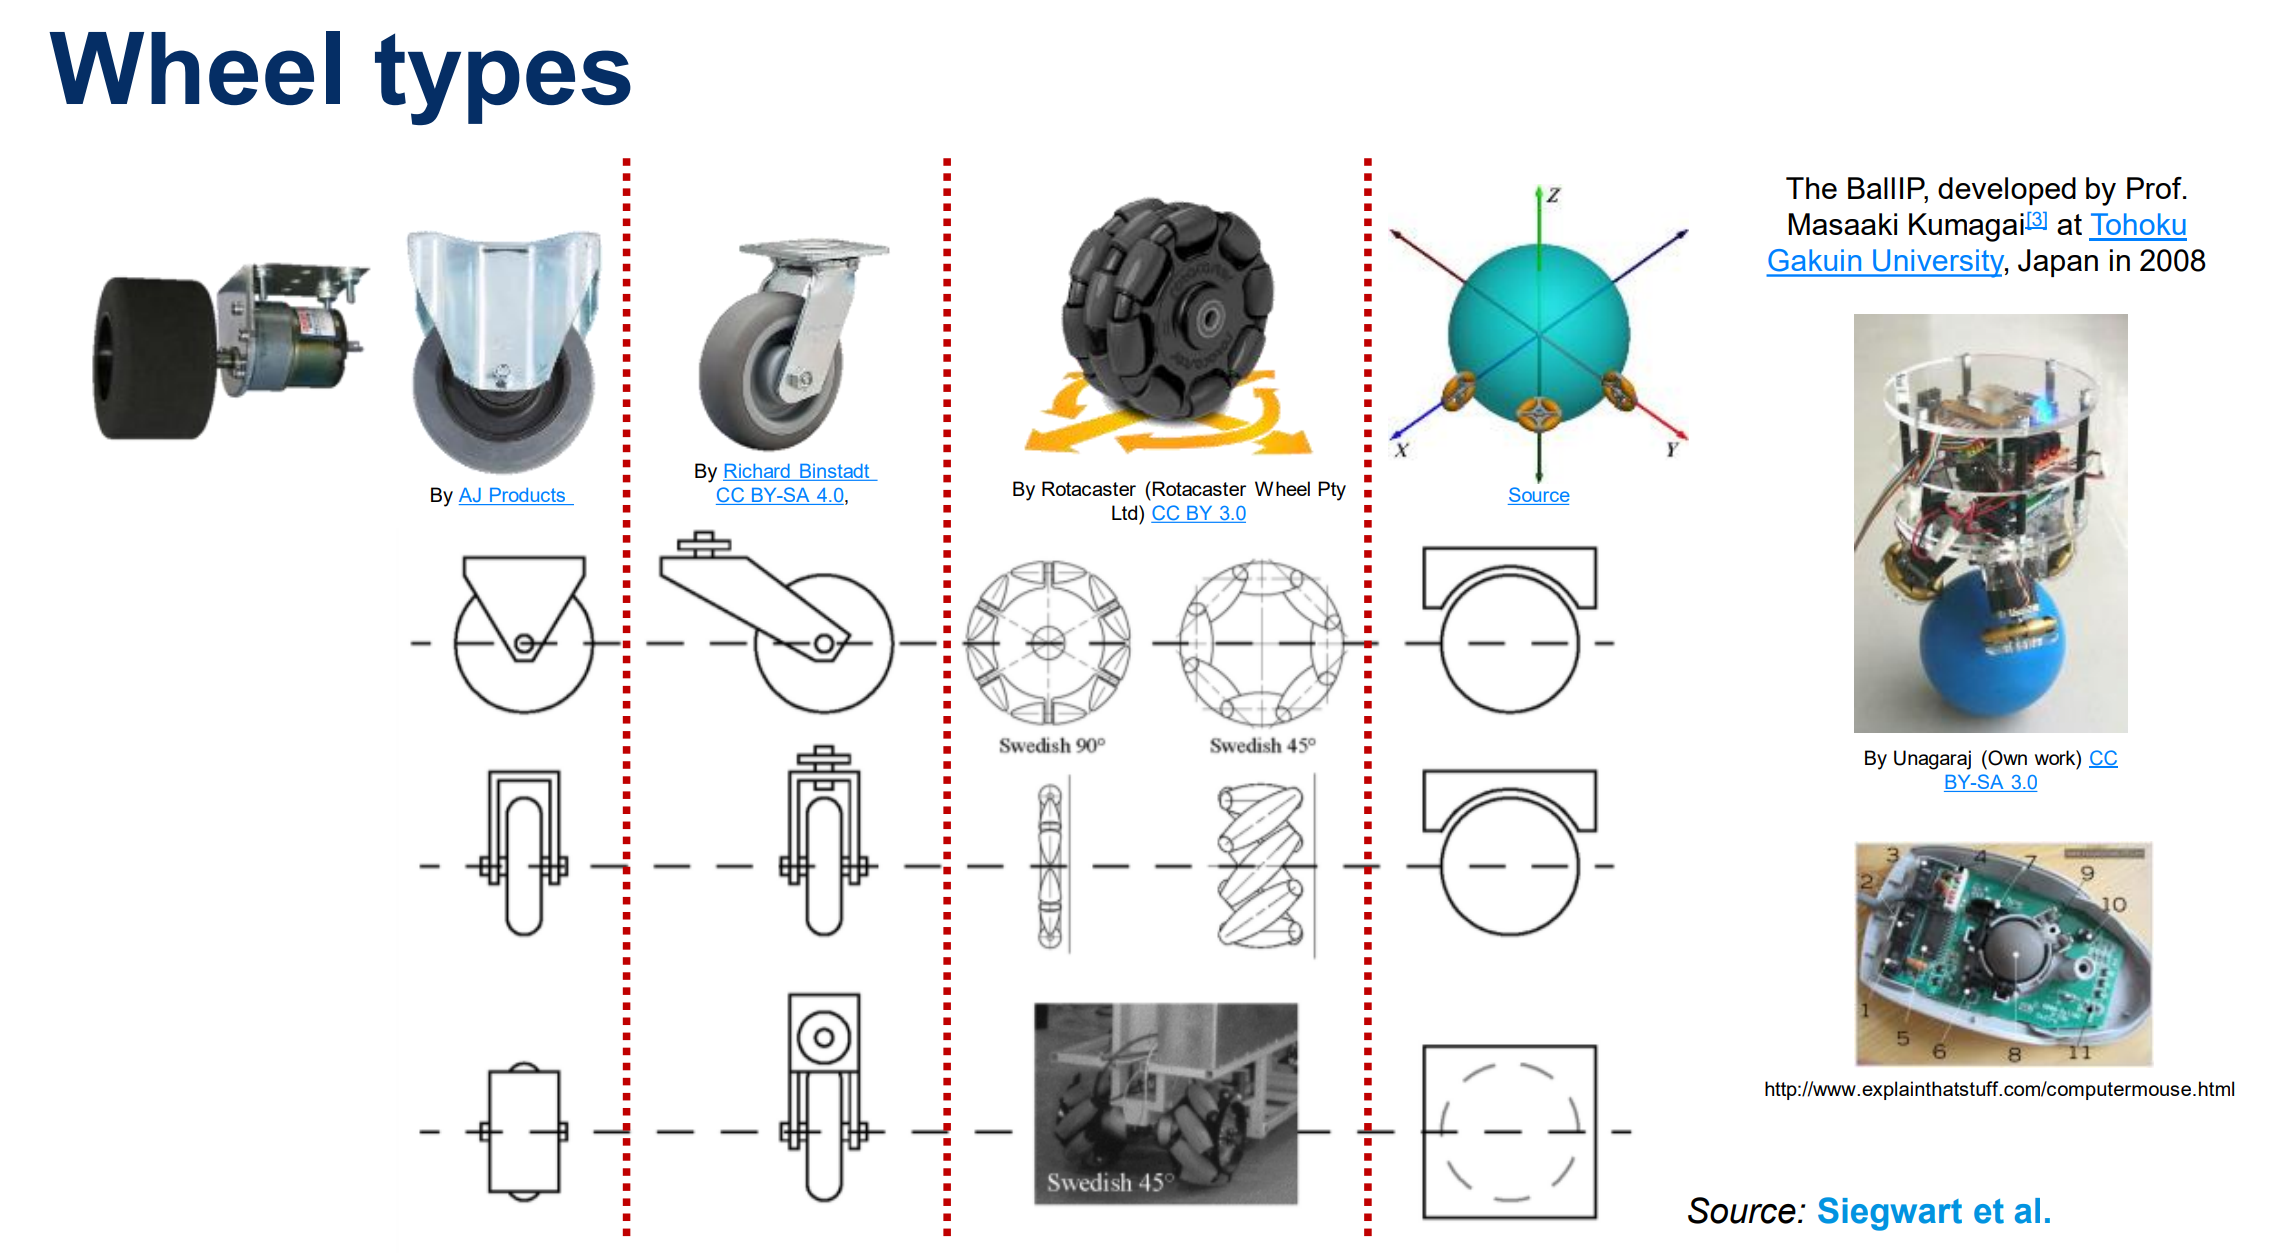 Wheel types
By AJ Products
By Richard Binstadt
CC BY-SA 4.0,
By Rotacaster (Rotacaster Wheel Pty
Ltd) CC BY 3.0
Z
X
Y
Source
The BallIP, developed by Prof.
Masaaki Kumagai[3] at Tohoku
Gakuin University, Japan in 2008
By Unagaraj (Own work) CC
BY-SA 3.0
Swedish 90°
Swedish 45°
Swedish 45°
3
4
7
9
2
10
1
5
6
8
11
http://www.explainthatstuff.com/computermouse.html
Source: Siegwart et al.